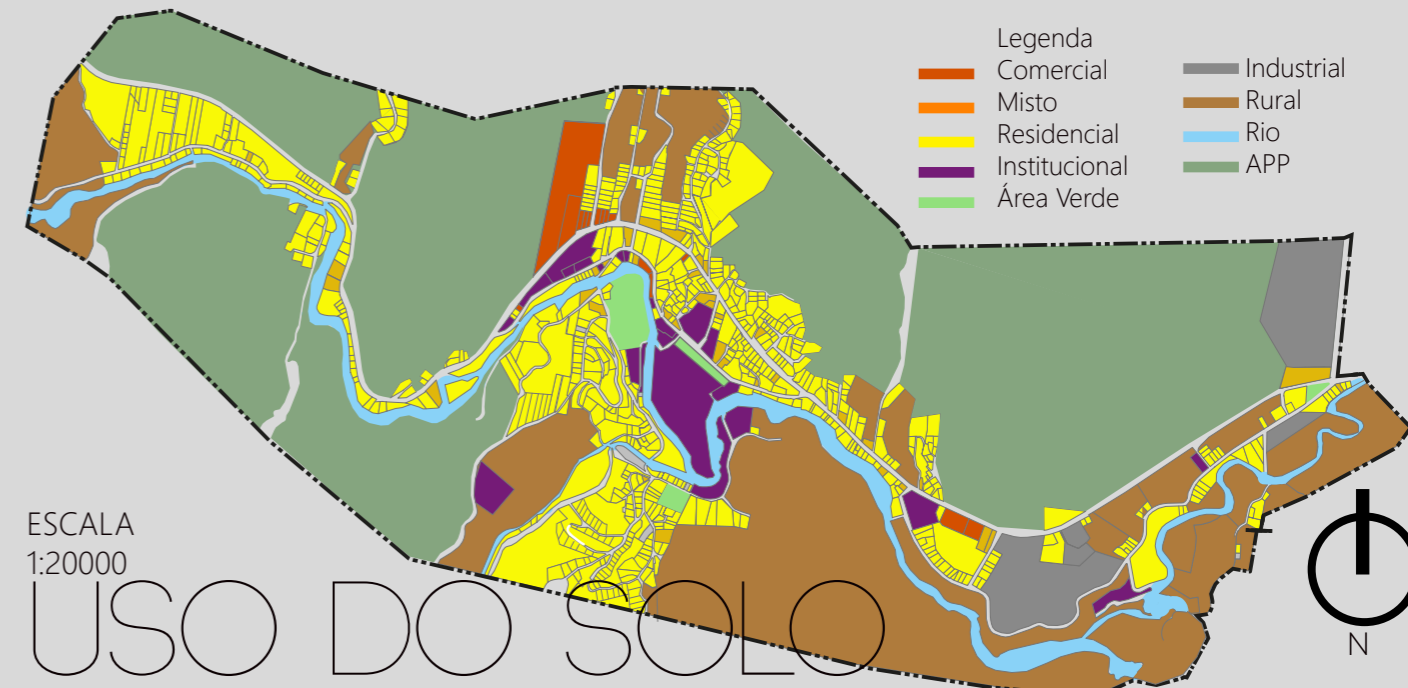 Legenda
Comercial
Misto
Residencial
Institucional
Área Verde
Industrial
Rural
Rio
APP
ESCALA
1:20000
USO DO SOLO
N